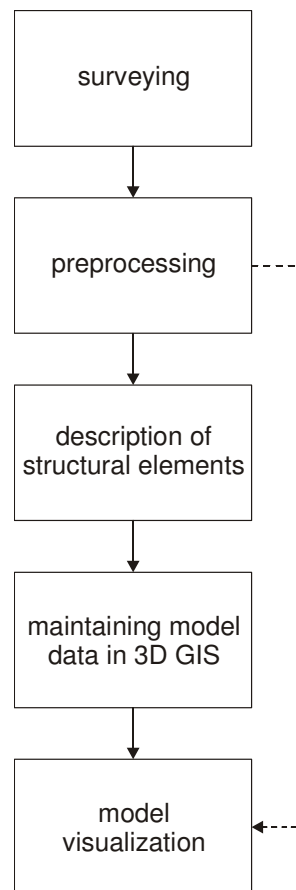 surveying
preprocessing
description of
structural elements
maintaining model
data in 3D GIS
model
visualization